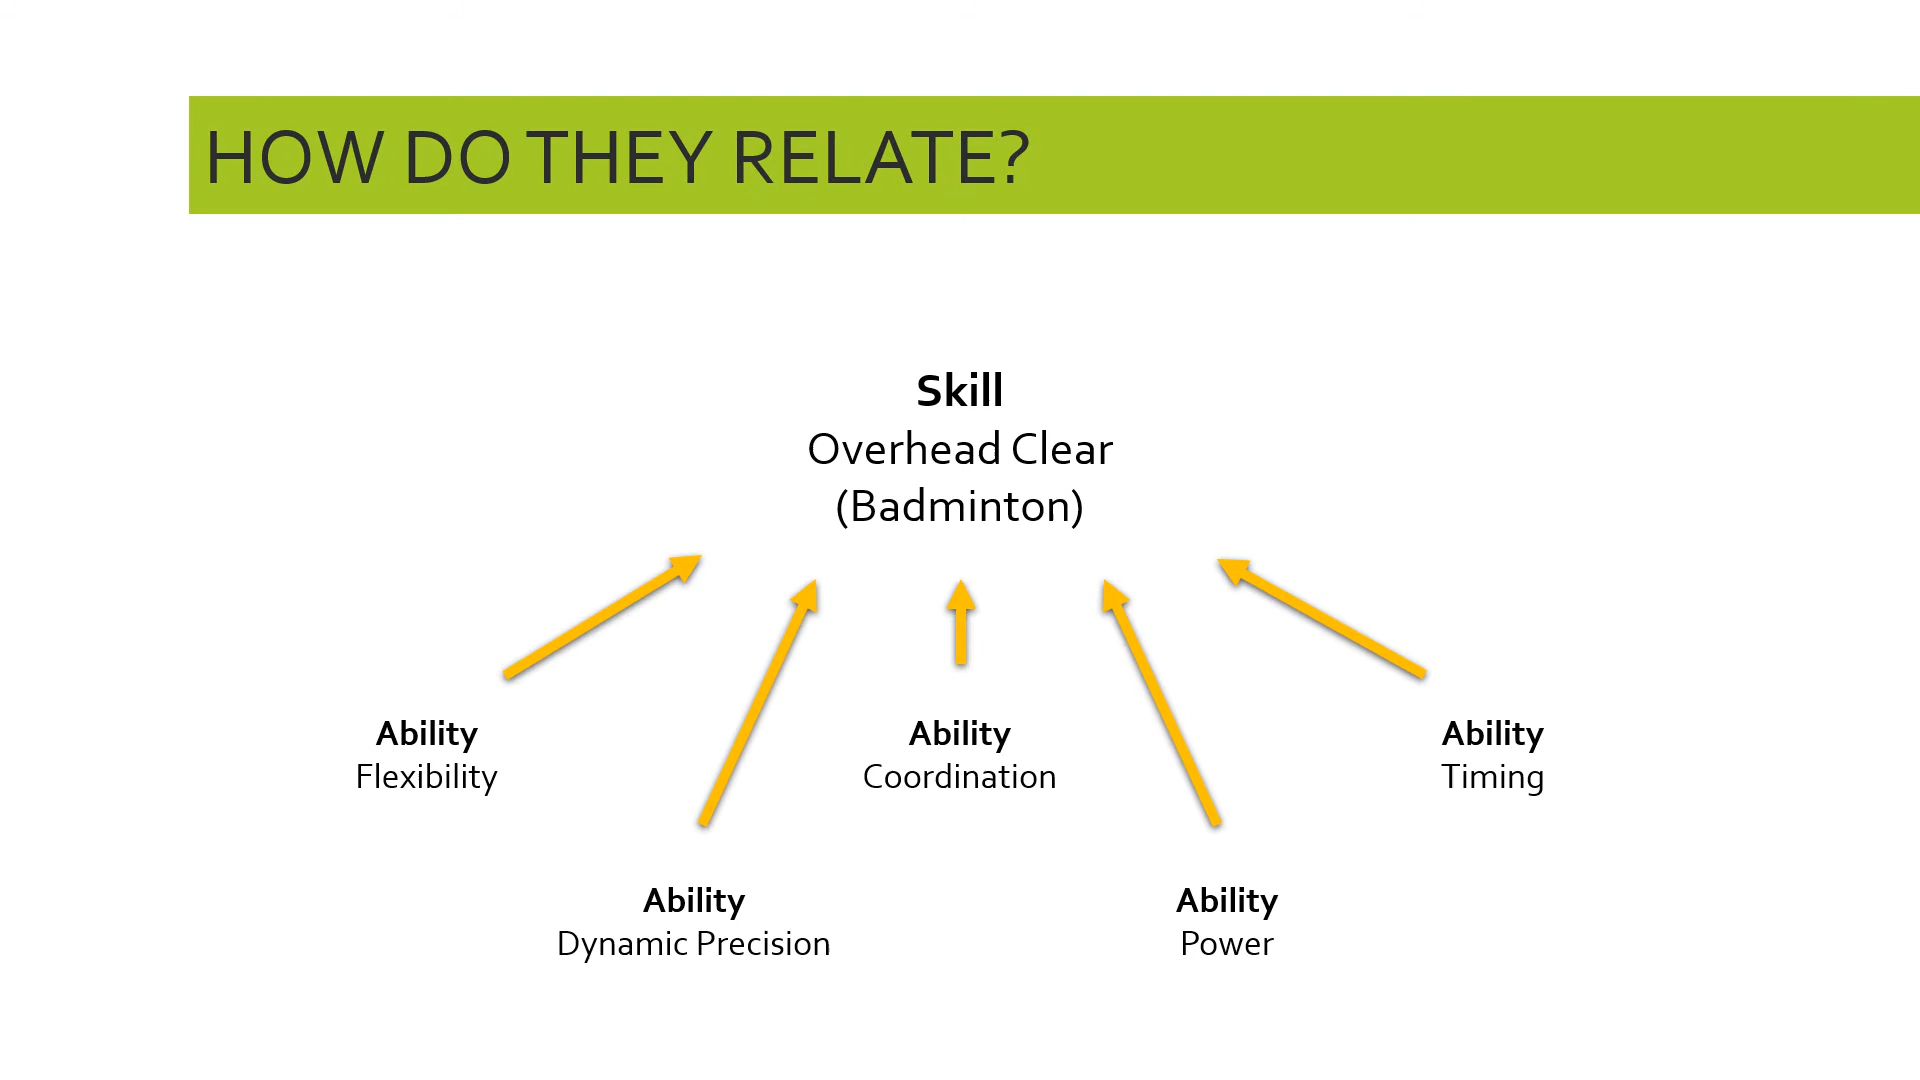 HOW DO THEY RELATE?
Skill
Overhead Clear
(Badminton)
Ability
Flexibility
Ability
Coordination
Ability
Timing
Ability
Dynamic Precision
Ability
Power